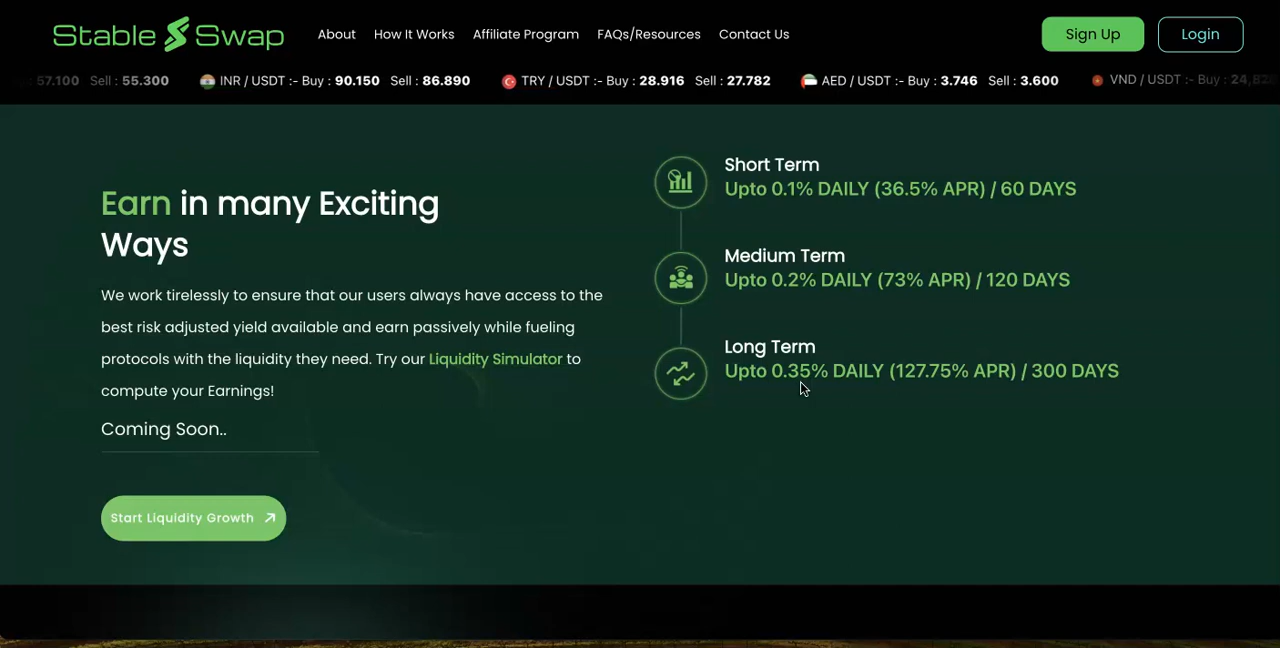 Stable Swap
About How It Works Affiliate Program FAQs/Resources Contact Us Sign Up Login
57.100 Sell : 55.300 INR / USDT :- Buy : 90.150 Sell : 86.890 TRY / USDT :- Buy : 28.916 Sell : 27.782 AED / USDT :- Buy : 3.746 Sell : 3.600 VND / USDT :- Buy :
Earn in many Exciting
Ways
We work tirelessly to ensure that our users always have access to the
best risk adjusted yield available and earn passively while fueling
protocols with the liquidity they need. Try our Liquidity Simulator to
compute your Earnings!
Coming Soon..
Start Liquidity Growth
Short Term
Upto 0.1% DAILY (36.5% APR) / 60 DAYS
Medium Term
Upto 0.2% DAILY (73% APR) / 120 DAYS
Long Term
Upto 0.35% DAILY (127.75% APR) / 300 DAYS